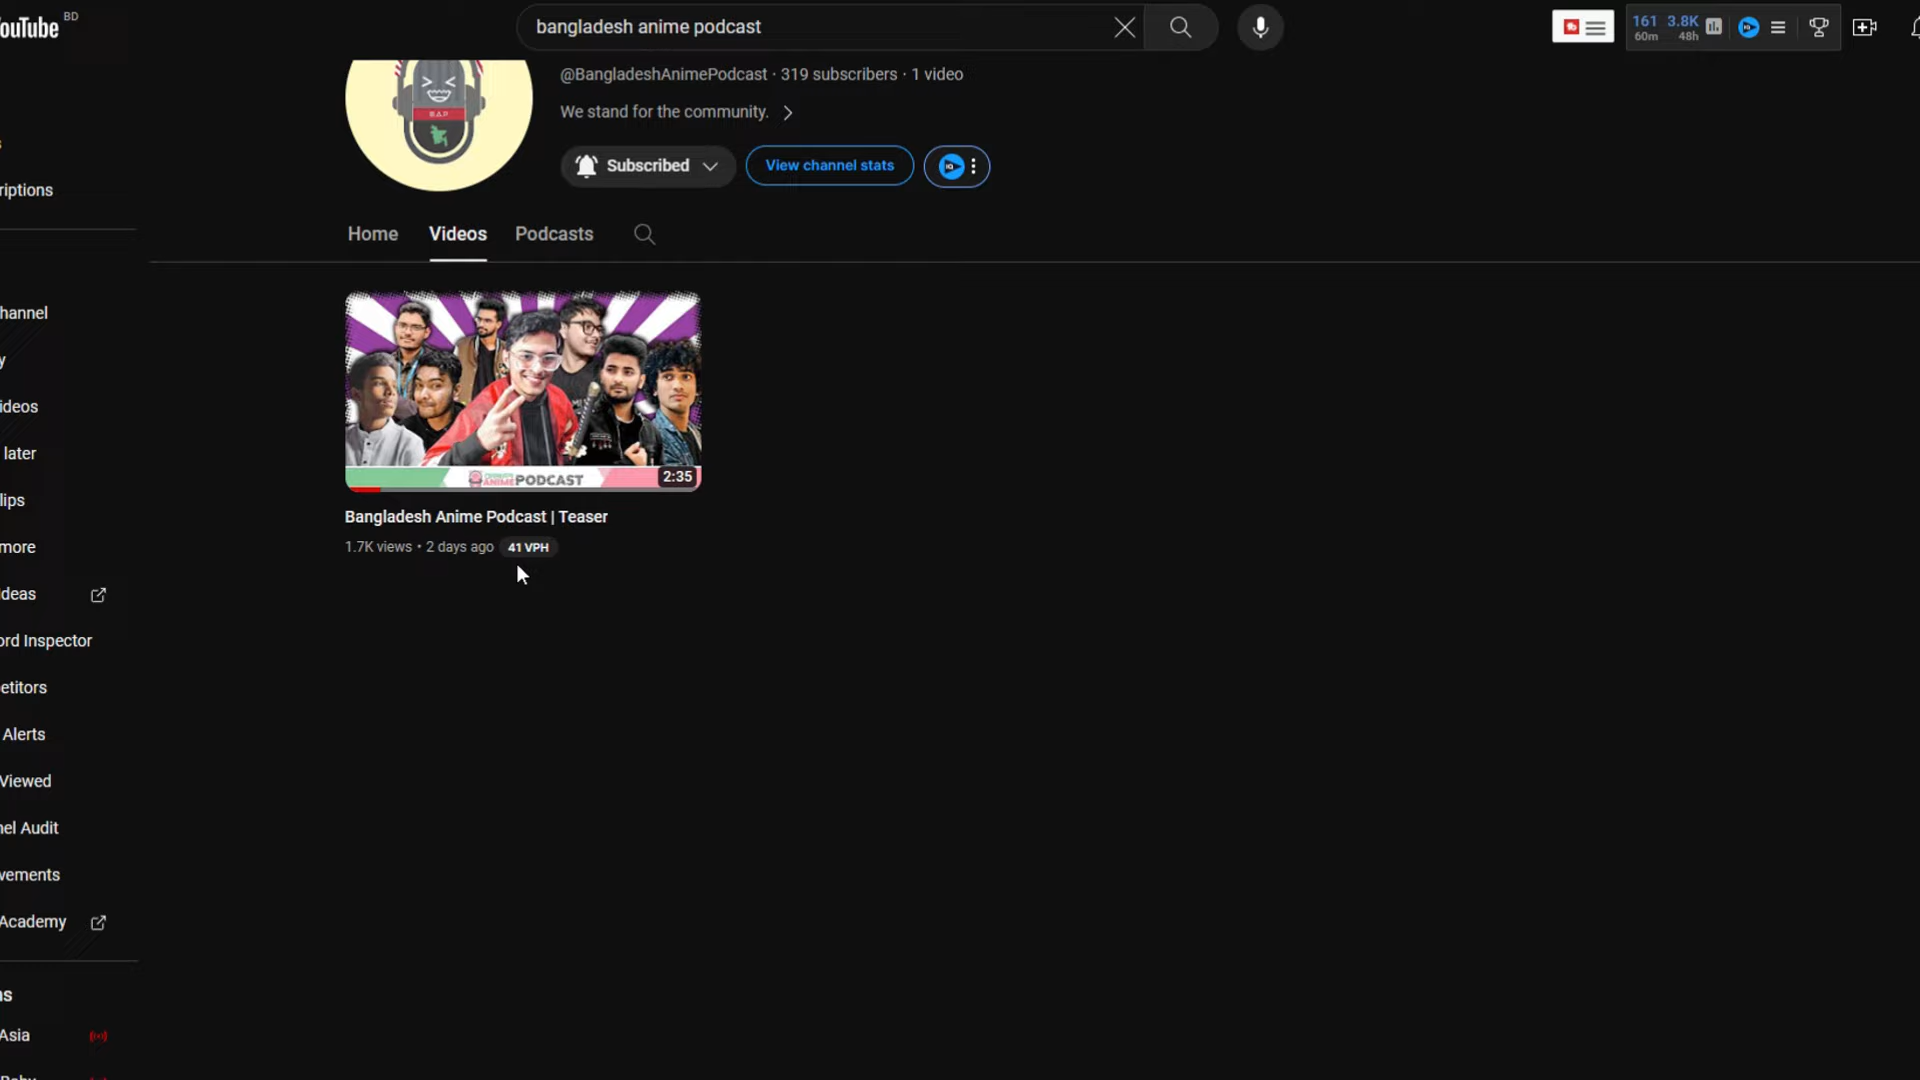 ouTube BD
bangladesh anime podcast
161 3.8K
60m 48h
@BangladeshAnimePodcast · 319 subscribers · 1 video
We stand for the community.
B.A.P
Subscribed
View channel stats
Home Videos Podcasts
riptions
hannel
y
ideos
later
lips
more
deas
ord Inspector
etitors
Alerts
Viewed
nel Audit
vements
Academy
ns
Asia
ANIMEPODCAST
2:35
Bangladesh Anime Podcast | Teaser
1.7K views • 2 days ago 41 VPH